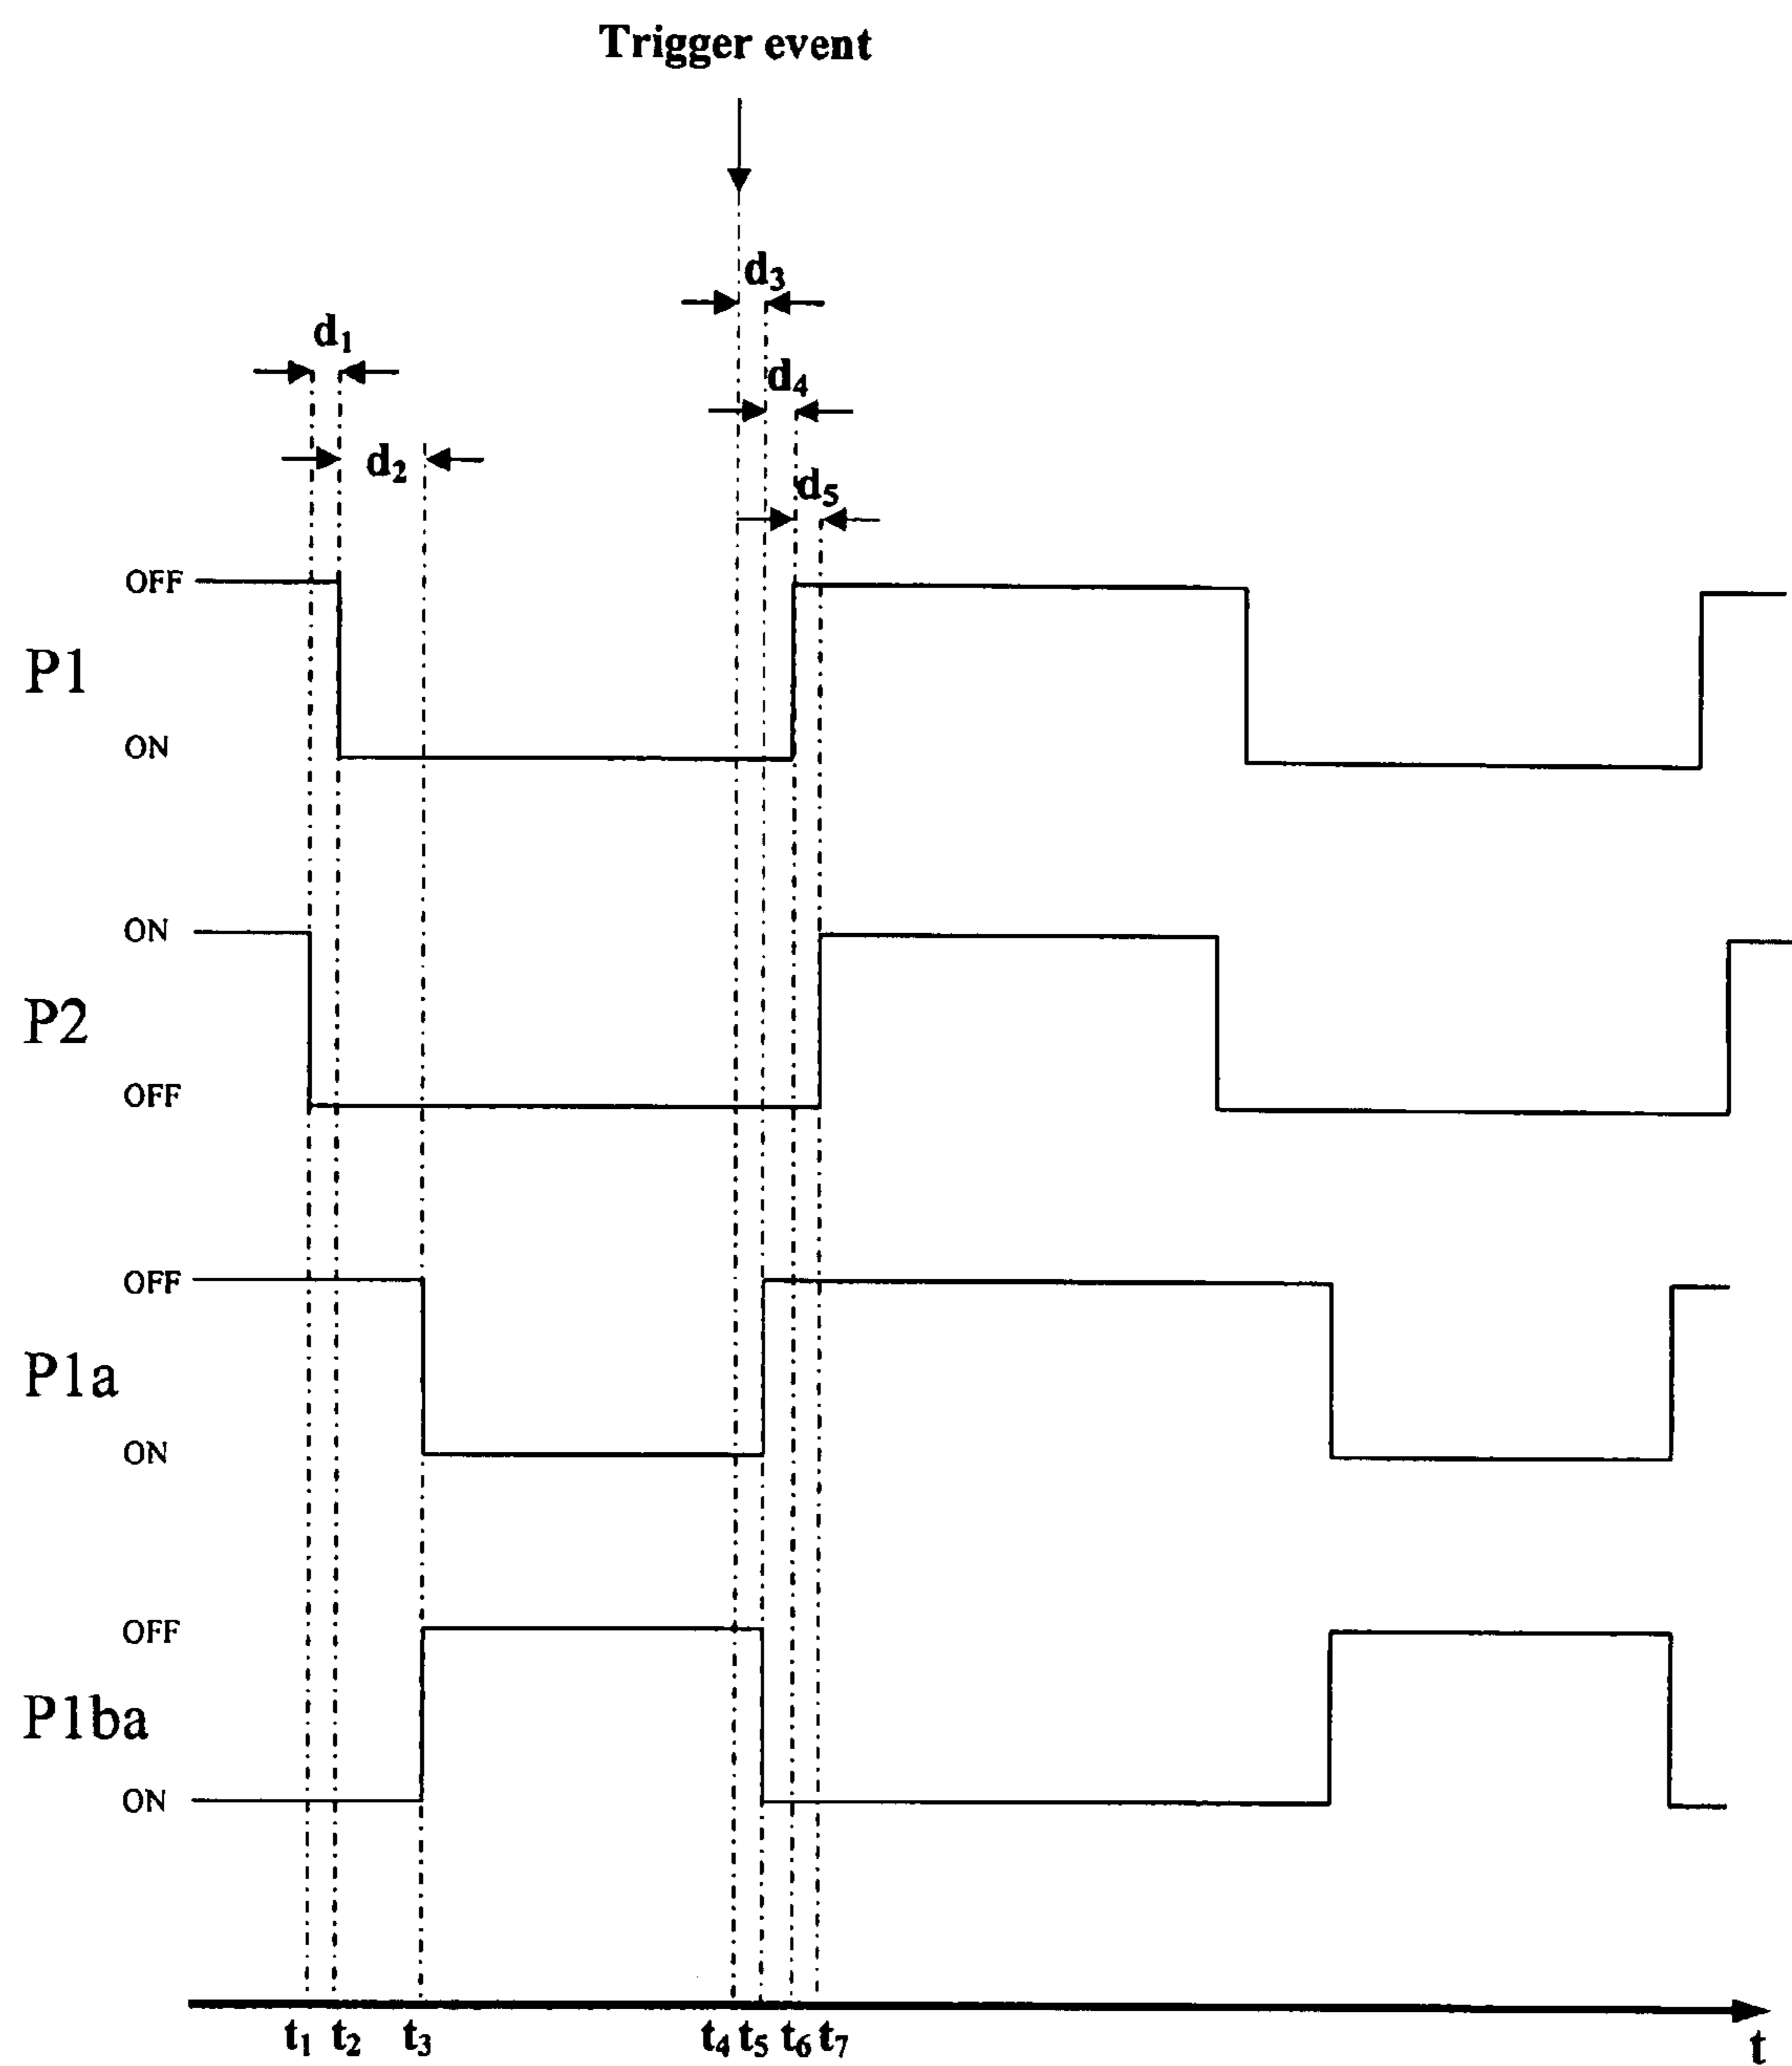 Trigger event
d3
d1
d4
d2
d5
OFF
P1
ON
ON
P2
OFF
OFF
P1a
ON
OFF
P1ba
ON
t1 t2 t3 t4 t5 t6 t7
t